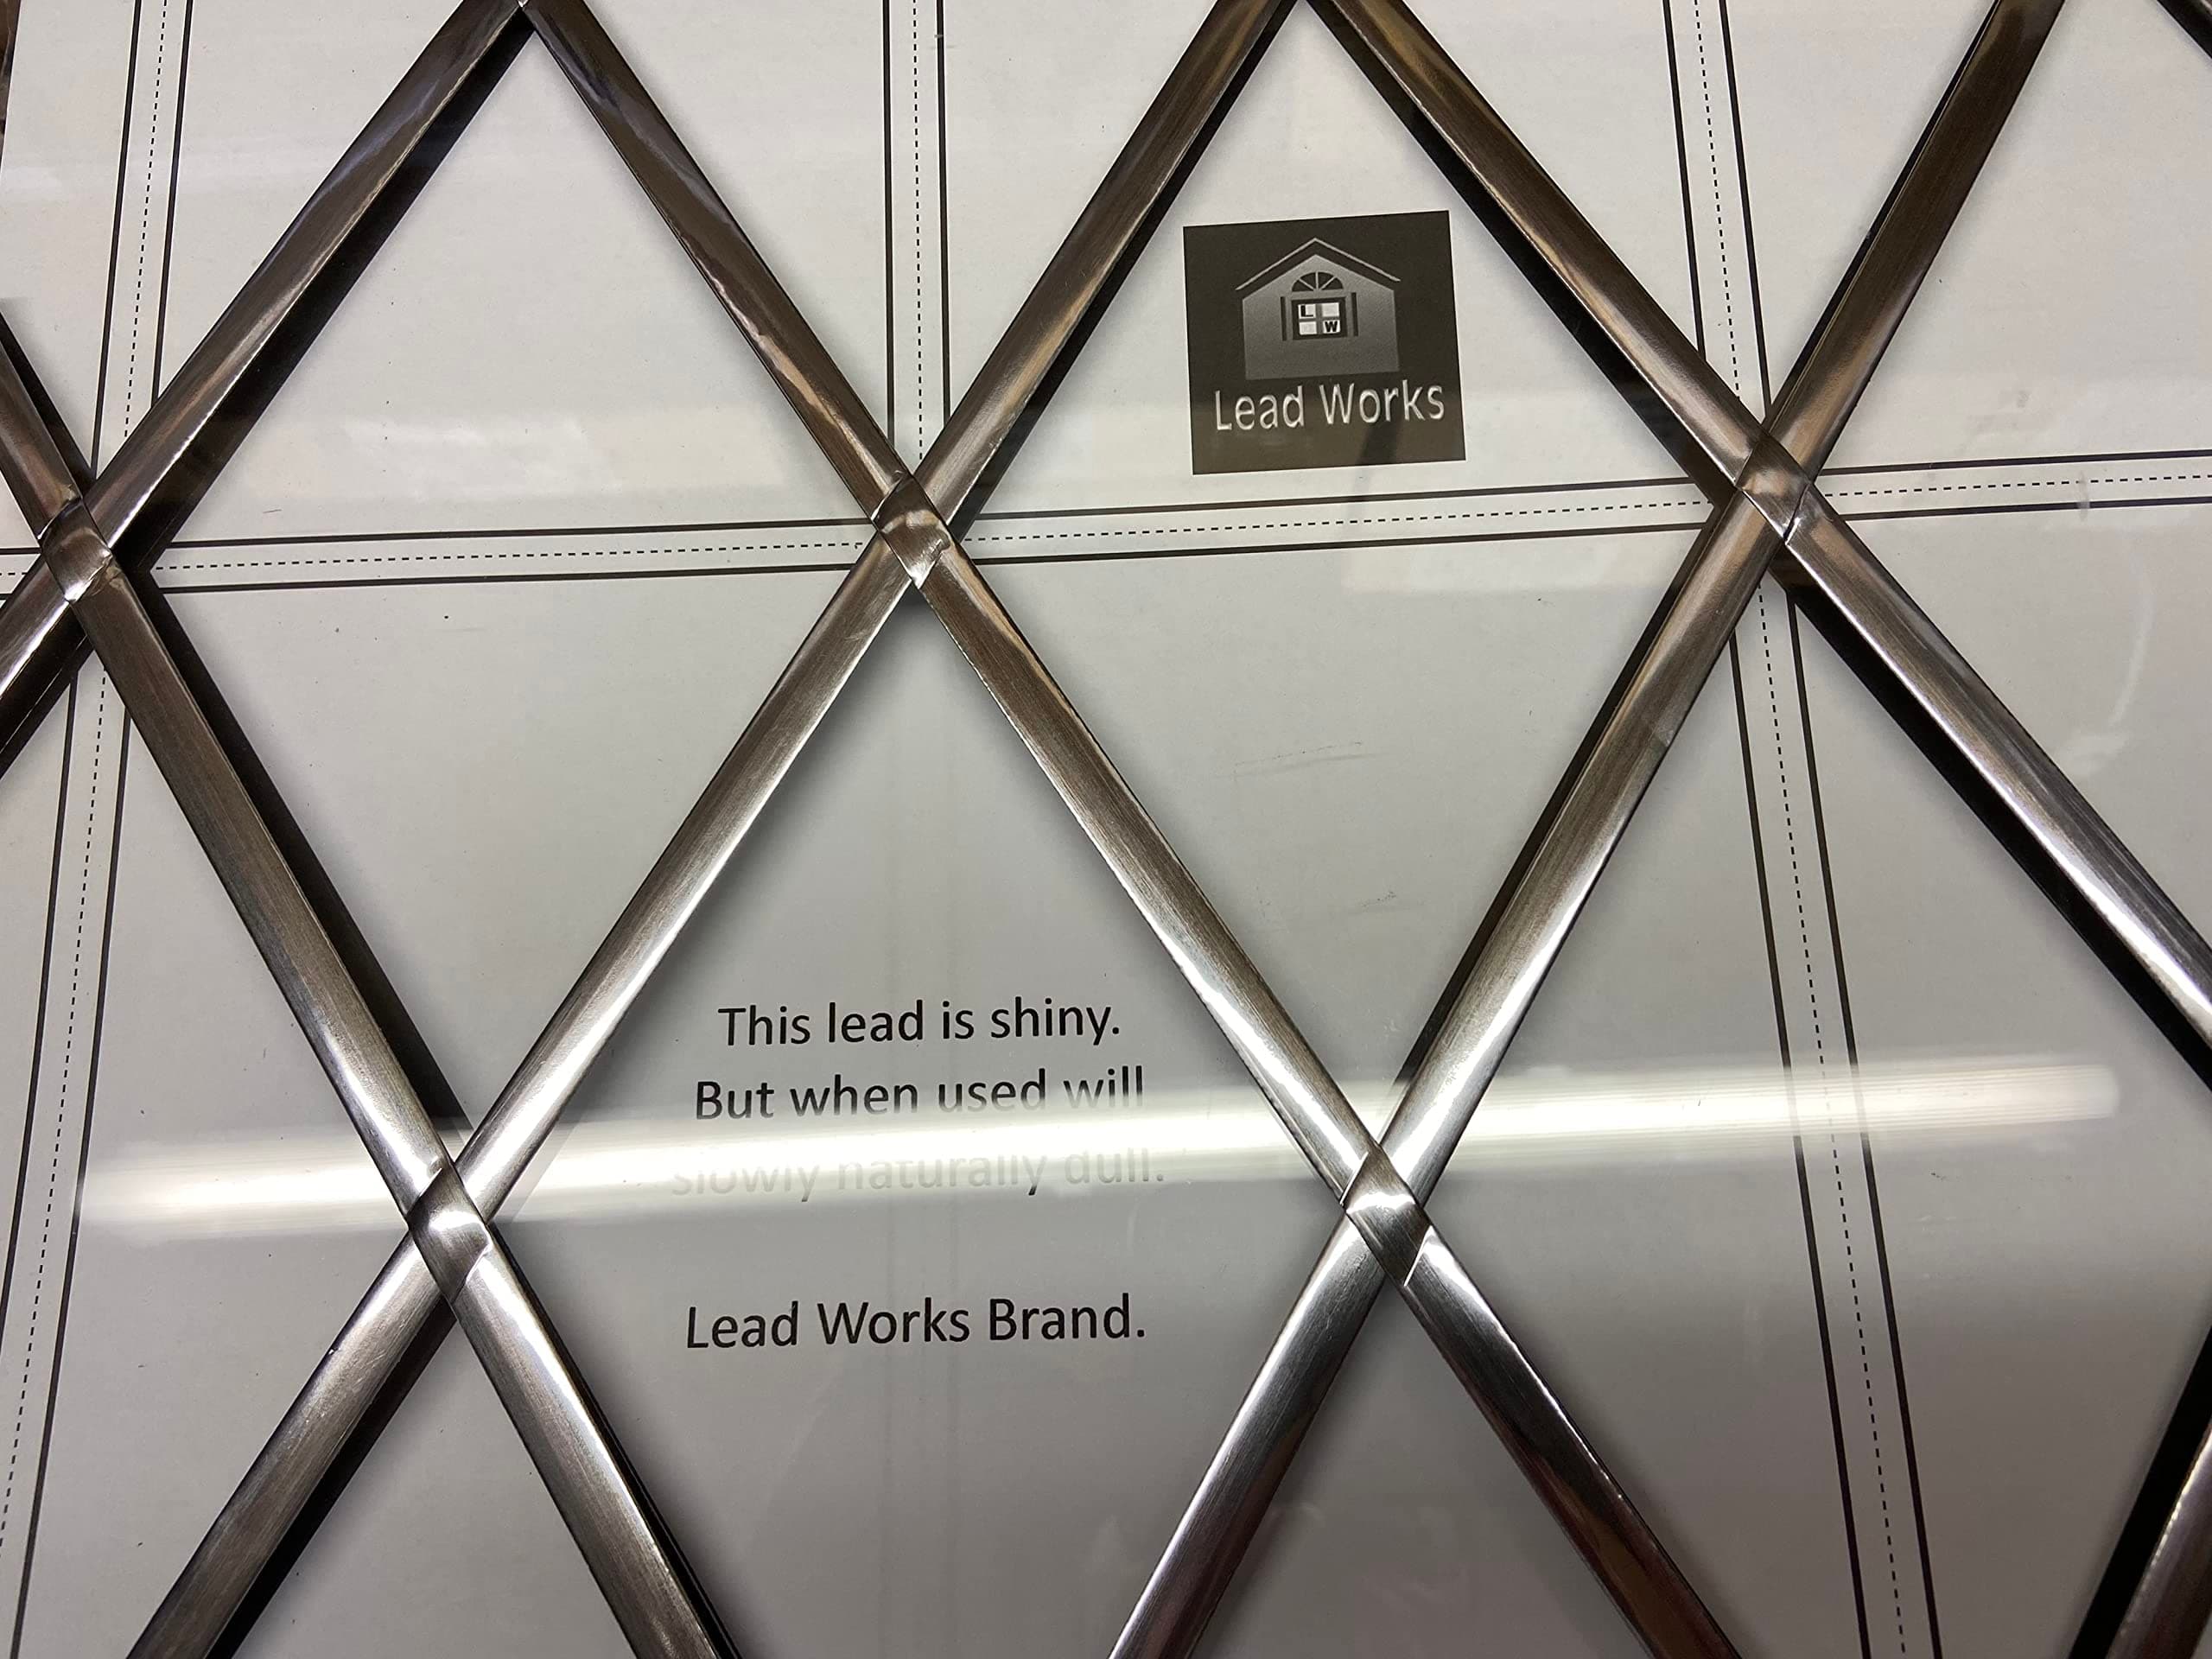 L
W
Lead Works
This lead is shiny.
But when used will
slowly naturally dull.
Lead Works Brand.